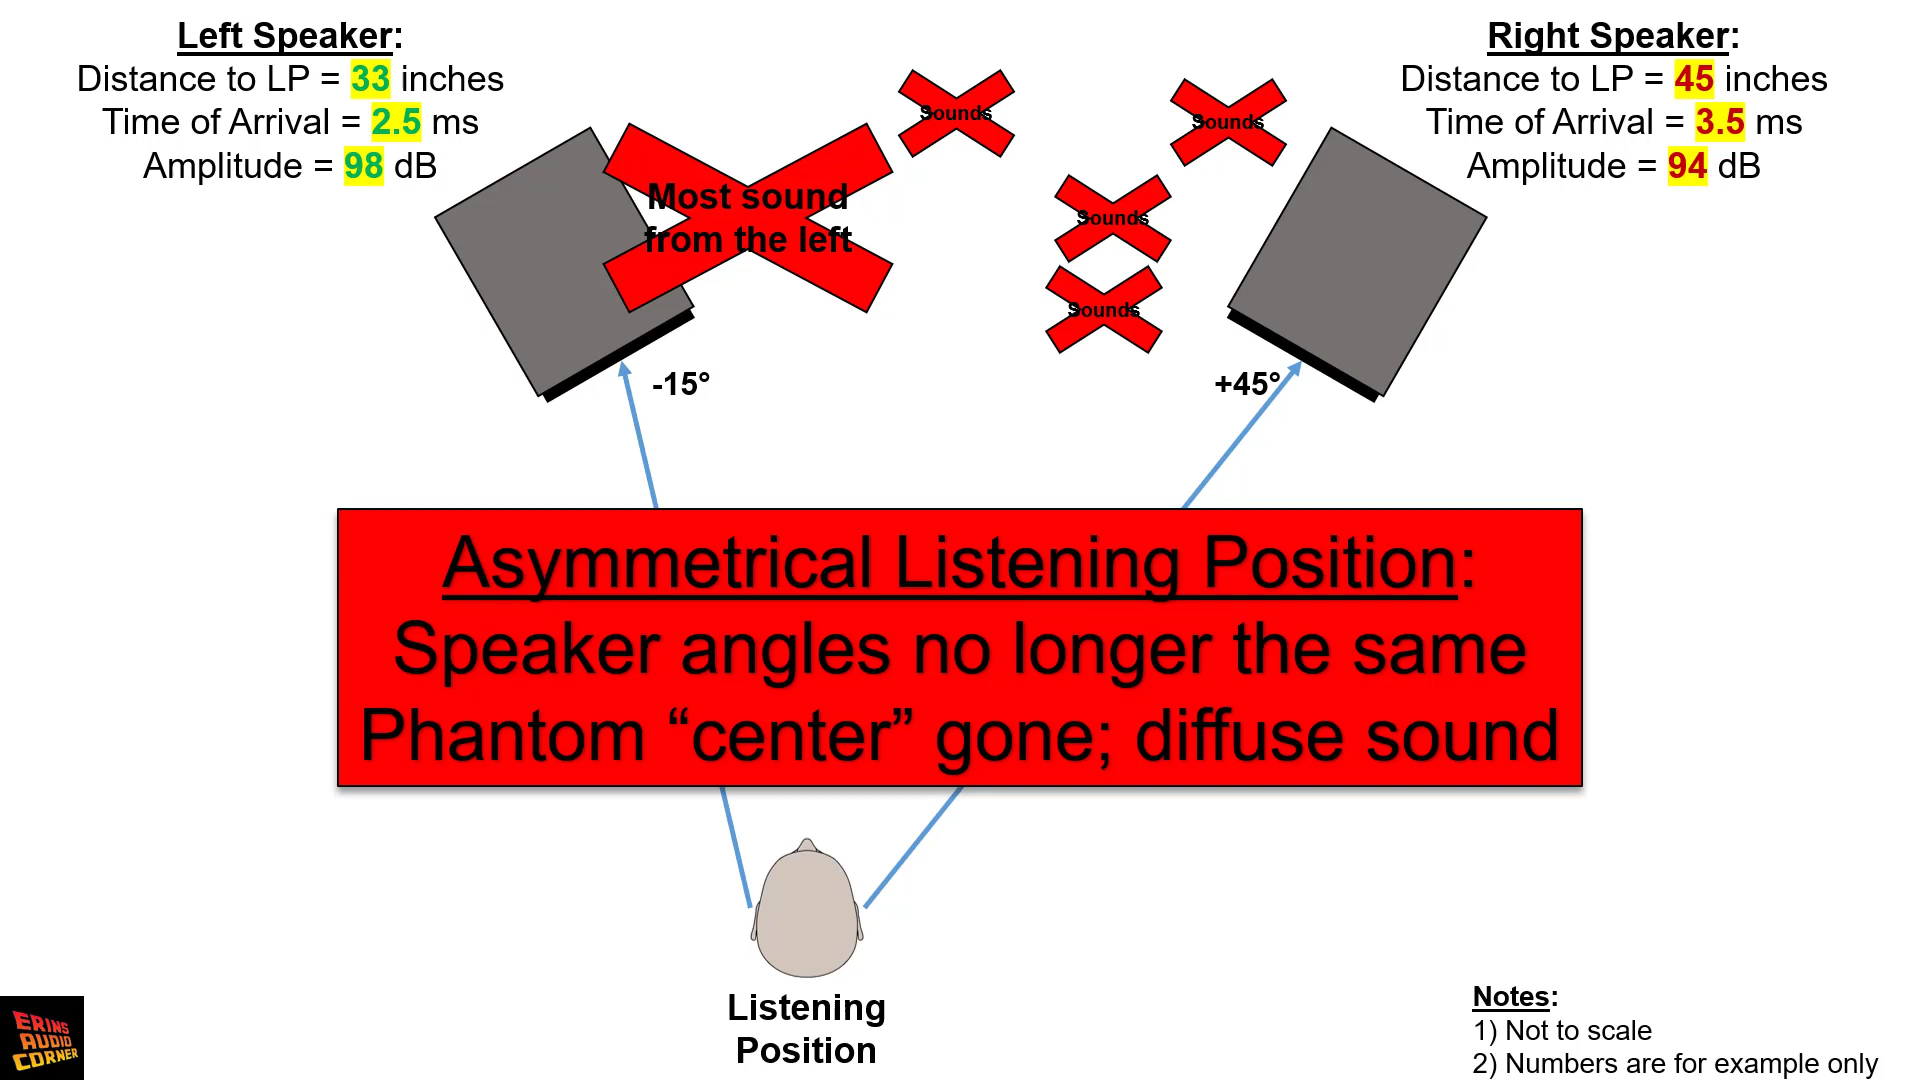 Left Speaker:
Distance to LP = 33 inches
Time of Arrival = 2.5 ms
Amplitude = 98 dB
Right Speaker:
Distance to LP = 45 inches
Time of Arrival = 3.5 ms
Amplitude = 94 dB
Sounds
Sounds
Most sound
from the left
Sounds
Sounds
-15°
+45°
Asymmetrical Listening Position:
Speaker angles no longer the same
Phantom “center” gone; diffuse sound
Listening
Position
Notes:
1) Not to scale
2) Numbers are for example only
ERINS
AUDIO
CORNER